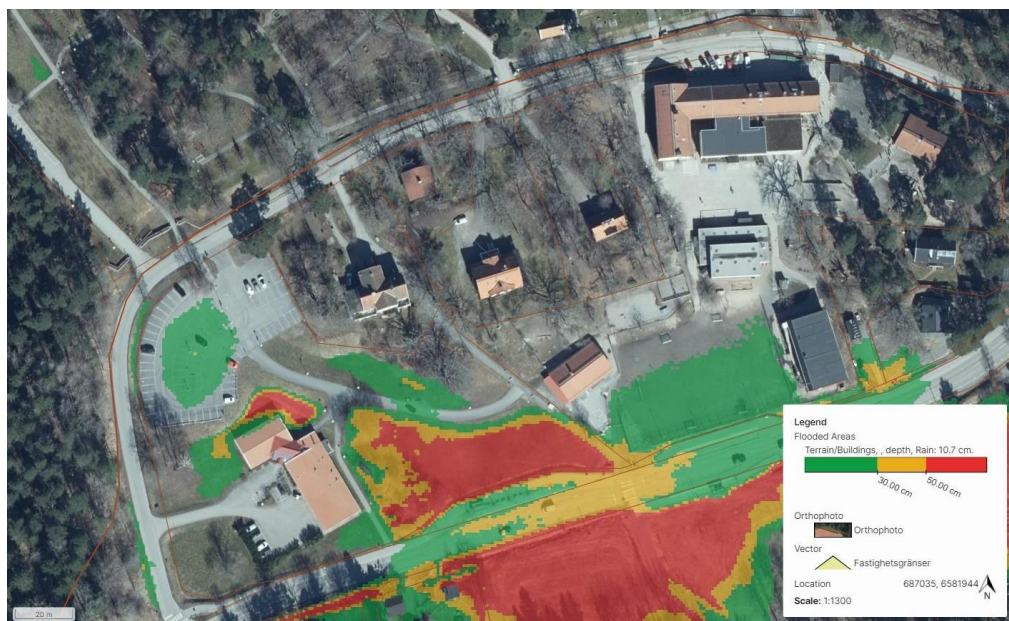 Legend
Flooded Areas
Terrain/Buildings, , depth, Rain: 10.7 cm.
30.00 cm
50.00 cm
Orthophoto
Orthophoto
Vector
Fastighetsgränser
Location 687035, 6581944
Scale: 1:1300
N
20 m